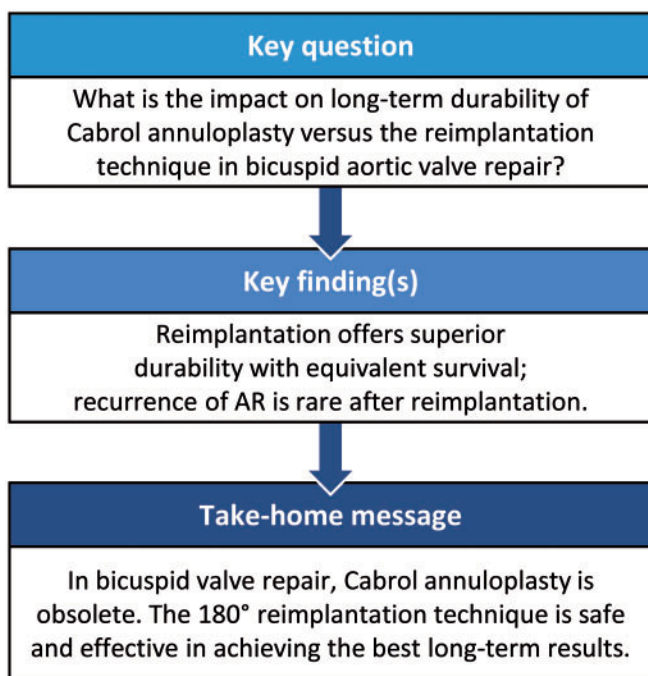 Key question
What is the impact on long-term durability of
Cabrol annuloplasty versus the reimplantation
technique in bicuspid aortic valve repair?
Key finding(s)
Reimplantation offers superior
durability with equivalent survival;
recurrence of AR is rare after reimplantation.
Take-home message
In bicuspid valve repair, Cabrol annuloplasty is
obsolete. The 180° reimplantation technique is safe
and effective in achieving the best long-term results.